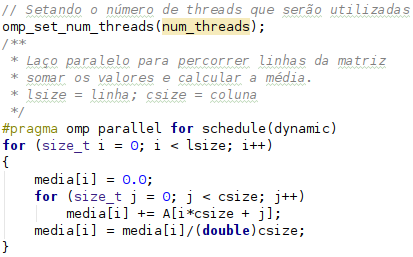 // Setando o número de threads que serão utilizadas
omp_set_num_threads(num_threads);
/**
 * Laço paralelo para percorrer linhas da matriz
 * somar os valores e calcular a média.
 * lsize = linha; csize = coluna
 */
#pragma omp parallel for schedule(dynamic)
for (size_t i = 0; i < lsize; i++)
{
    media[i] = 0.0;
    for (size_t j = 0; j < csize; j++)
        media[i] += A[i*csize + j];
    media[i] = media[i]/(double)csize;
}